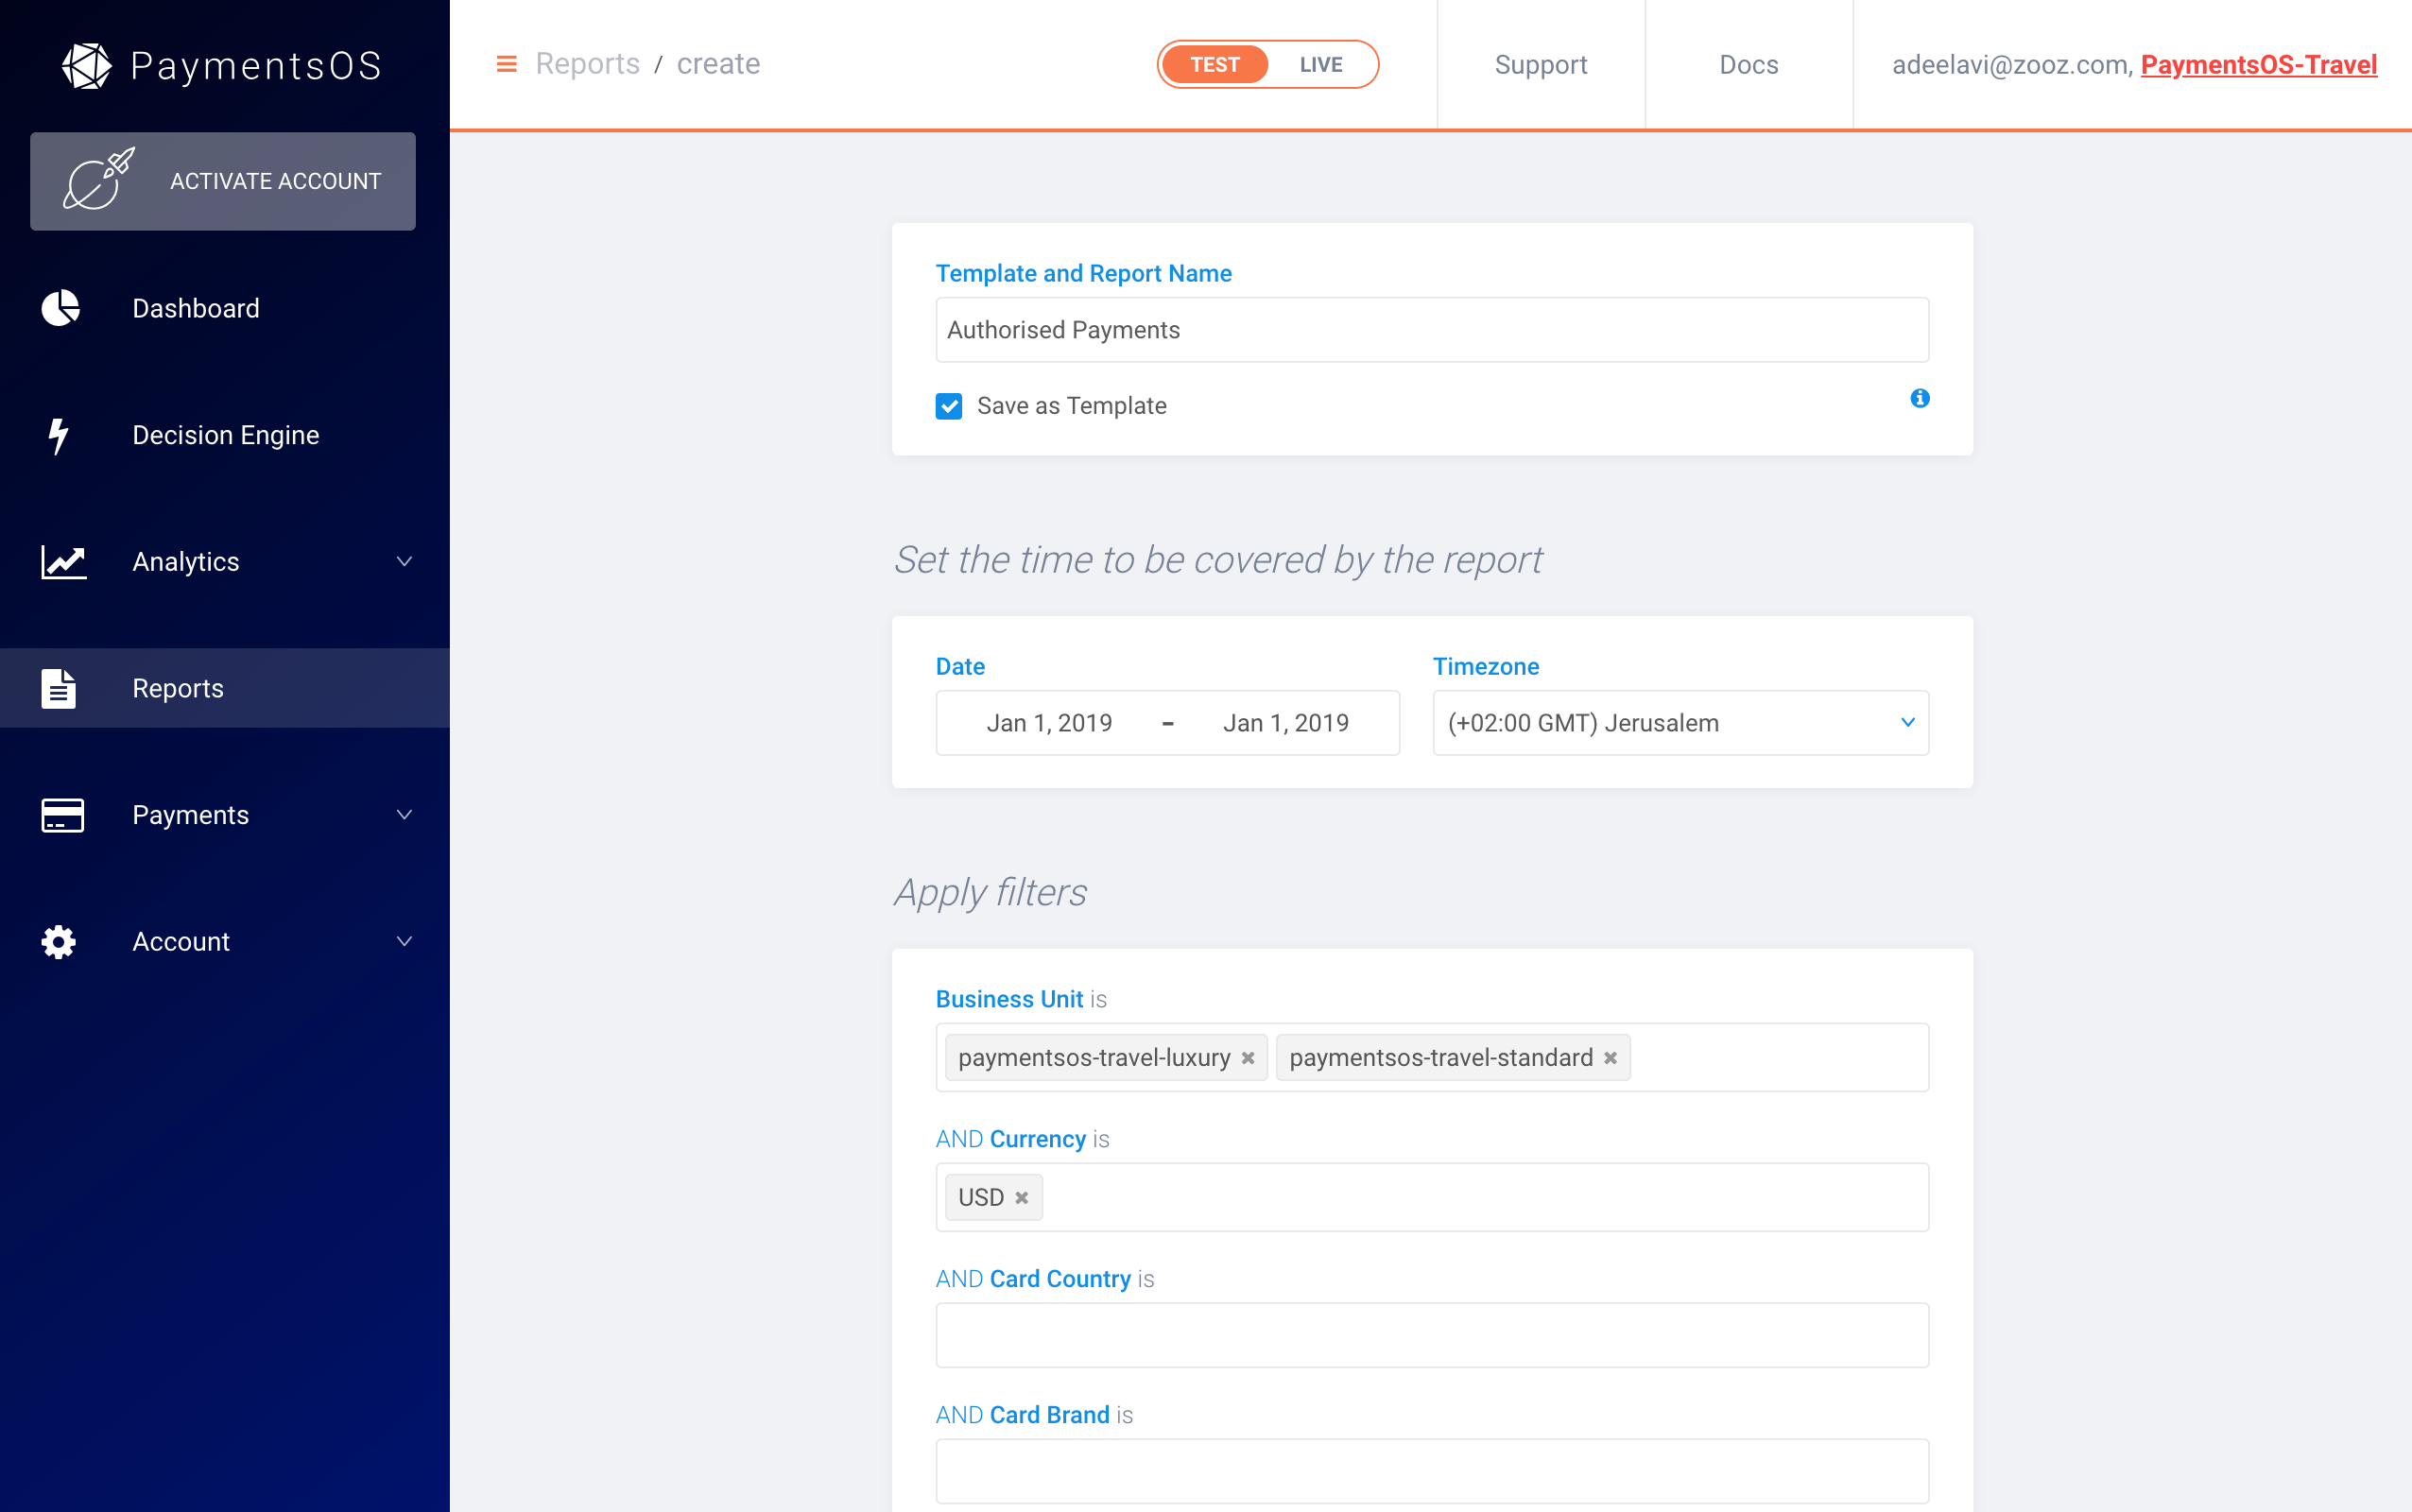 PaymentsOS
ACTIVATE ACCOUNT
Dashboard
Decision Engine
Analytics
Reports
Payments
Account
Reports / create
TEST LIVE
Support
Docs
adeelavi@zooz.com, PaymentsOS-Travel
Template and Report Name
Authorised Payments
Save as Template
Set the time to be covered by the report
Date Timezone
Jan 1, 2019 - Jan 1, 2019 (+02:00 GMT) Jerusalem
Apply filters
Business Unit is
paymentsos-travel-luxury paymentsos-travel-standard
AND Currency is
USD
AND Card Country is
AND Card Brand is